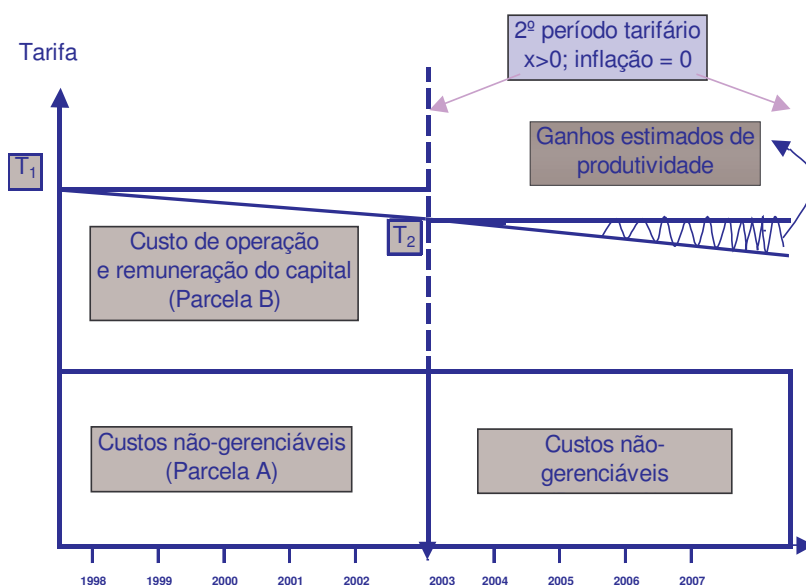 2º período tarifário
x>0; inflação = 0
Tarifa
Ganhos estimados de
produtividade
T1
Custo de operação
e remuneração do capital
(Parcela B)
T2
Custos não-gerenciáveis
(Parcela A)
Custos não-
gerenciáveis
1998 1999 2000 2001 2002 2003 2004 2005 2006 2007